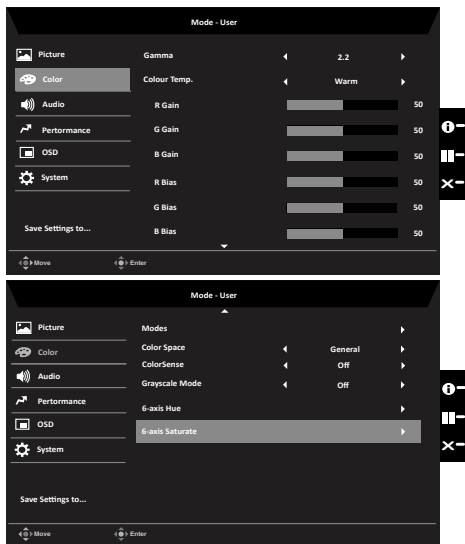 Mode - User
Picture
Gamma 2.2
Color
Colour Temp. Warm
Audio
R Gain 50
Pertormance
G Gain 50
OSD
B Gain 50
System
R Bias 50
G Bias 50
Save Settings to...
B Bias 50
Move Enter
Mode - User
Picture
Modes
Color
Color Space General
ColorSense Off
Audio
Grayscale Mode Off
Pertormance
6-axis Hue
OSD
6-axis Saturate
System
Save Settings to...
Move Enter